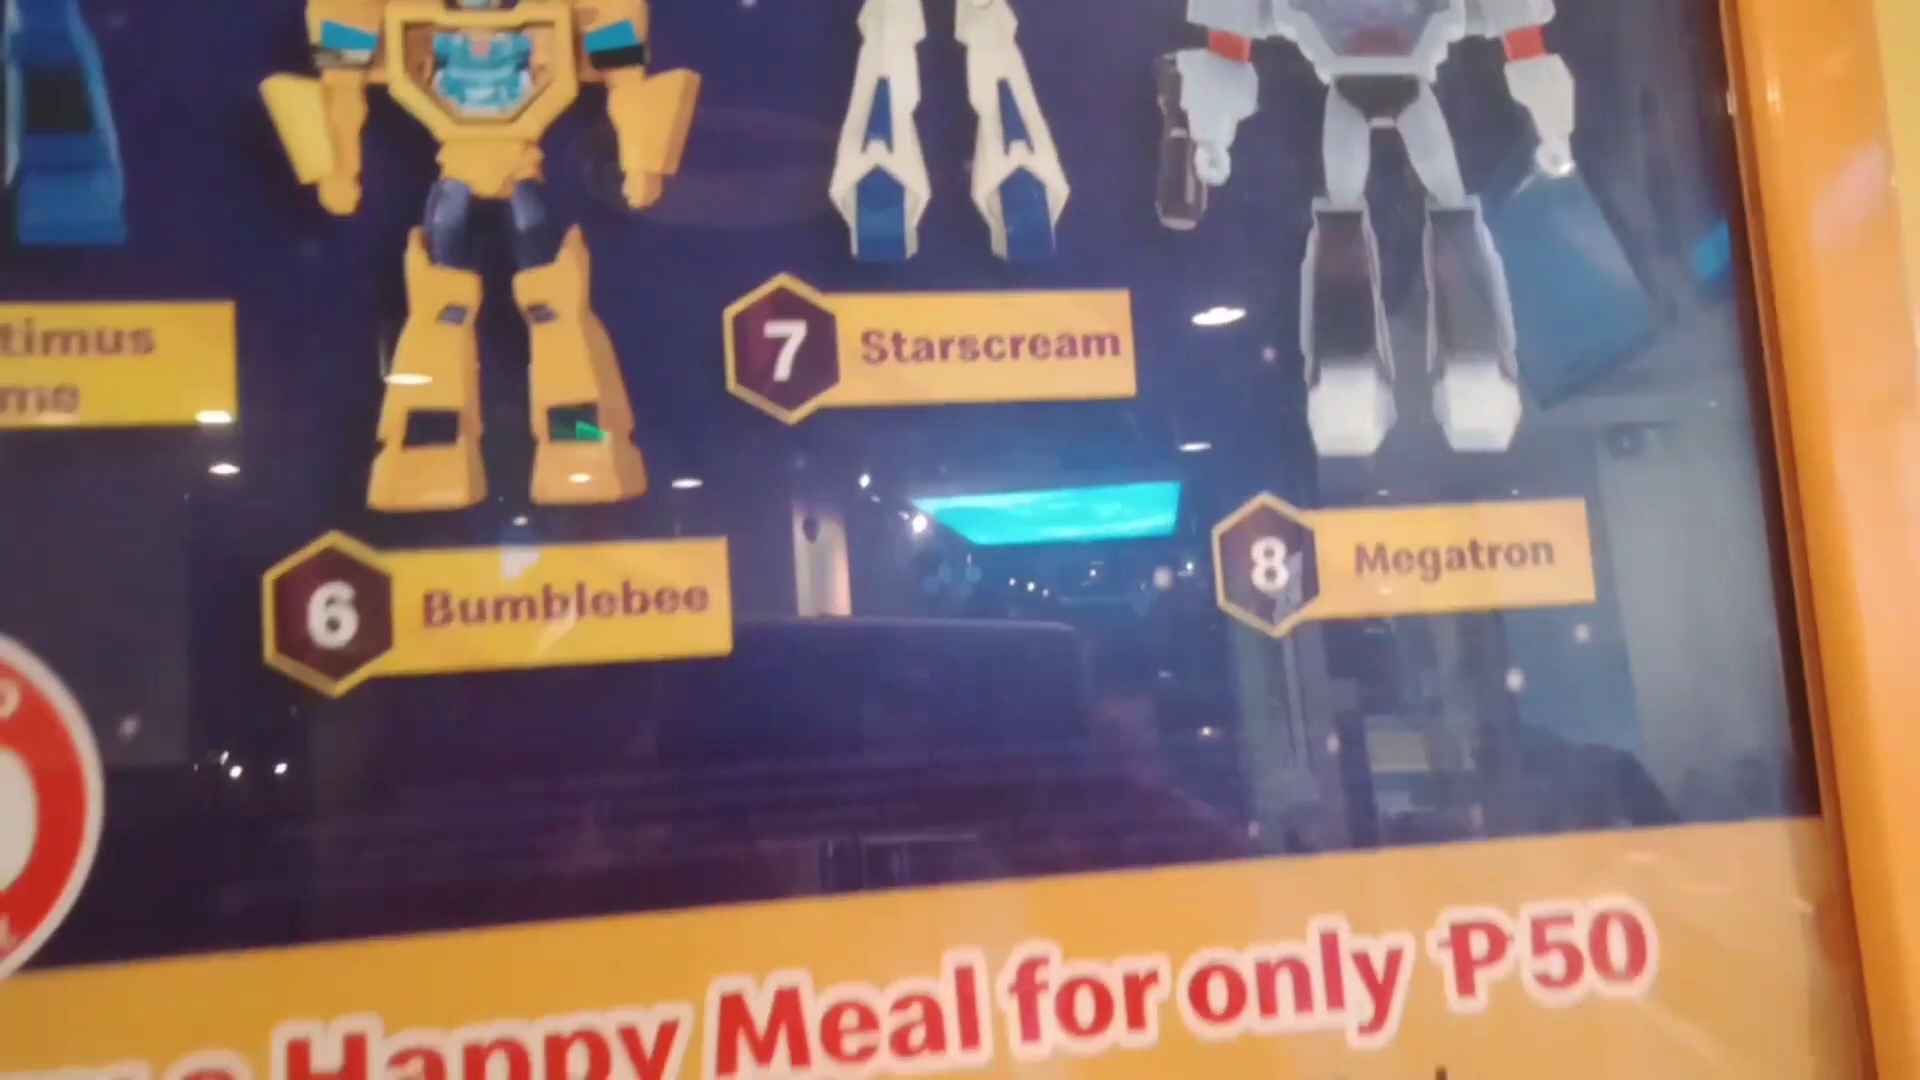 timus
me
7 Starscream
6 Bumblebee
8 Megatron
Happy Meal for only ₱50